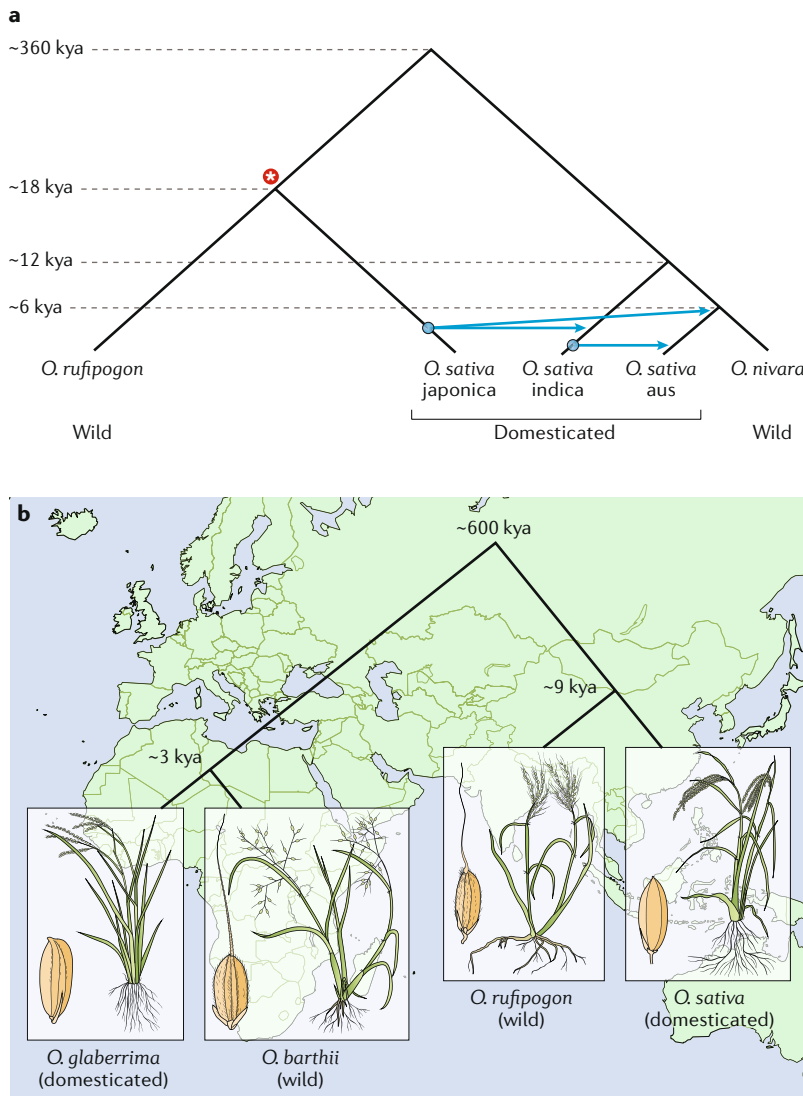 a
~360 kya
~18 kya
*
~12 kya
~6 kya
O. rufipogon
O. sativa
japonica
O. sativa
indica
O. sativa
aus
O. nivara
Wild
Domesticated
Wild
b
~600 kya
~9 kya
~3 kya
O. rufipogon
(wild)
O. sativa
(domesticated)
O. glaberrima
(domesticated)
O. barthii
(wild)